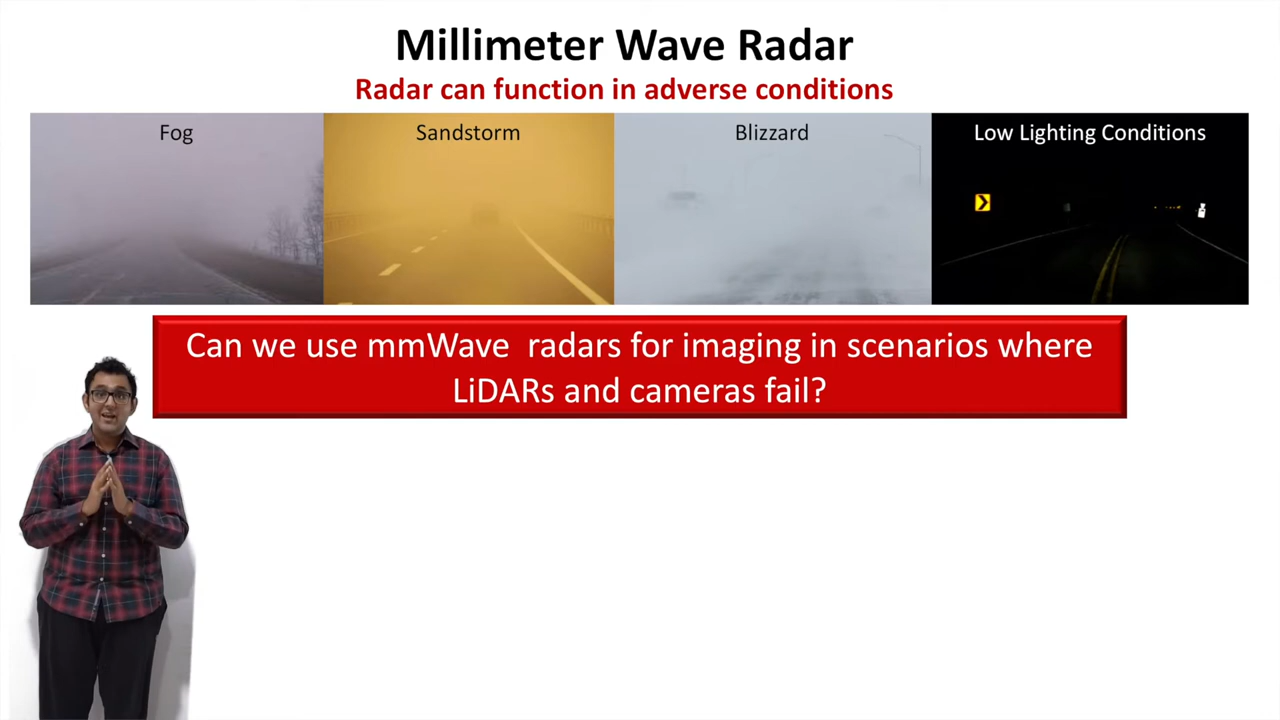 Millimeter Wave Radar
Radar can function in adverse conditions
Fog
Sandstorm
Blizzard
Low Lighting Conditions
Can we use mmWave radars for imaging in scenarios where
LiDARs and cameras fail?